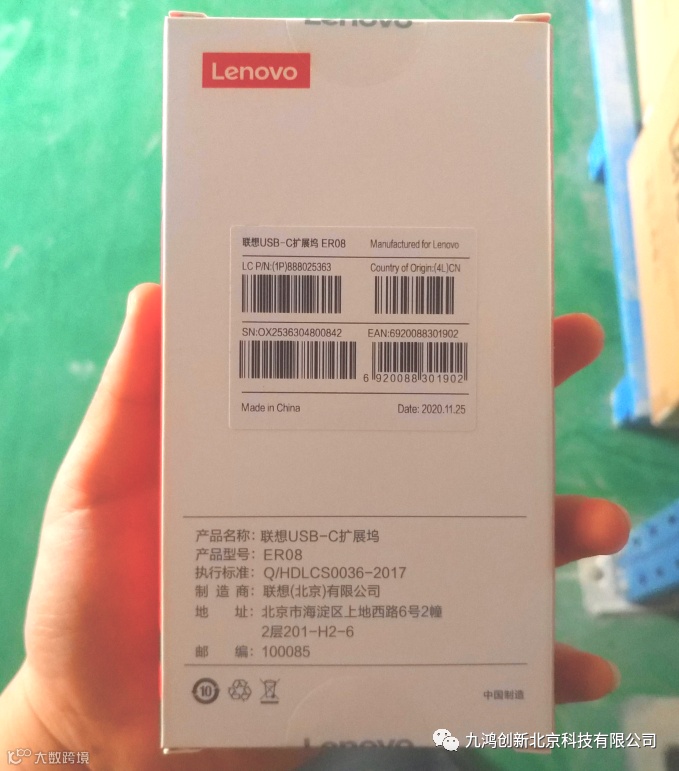 Lenovo
Lenovo
联想USB-C扩展坞 ER08 Manufactured for Lenovo
LC P/N:(1P)888025363 Country of Origin:(4L)CN
SN:OX2536304800842 EAN:6920088301902
6 920088 301902
Made in China Date: 2020.11.25
产品名称: 联想USB-C扩展坞
产品型号: ER08
执行标准: Q/HDLCS0036-2017
制 造 商: 联想(北京)有限公司
地 址: 北京市海淀区上地西路6号2幢
2层201-H2-6
邮 编: 100085
10
中国制造
Lenovo
九鸿创新北京科技有限公司
大数跨境